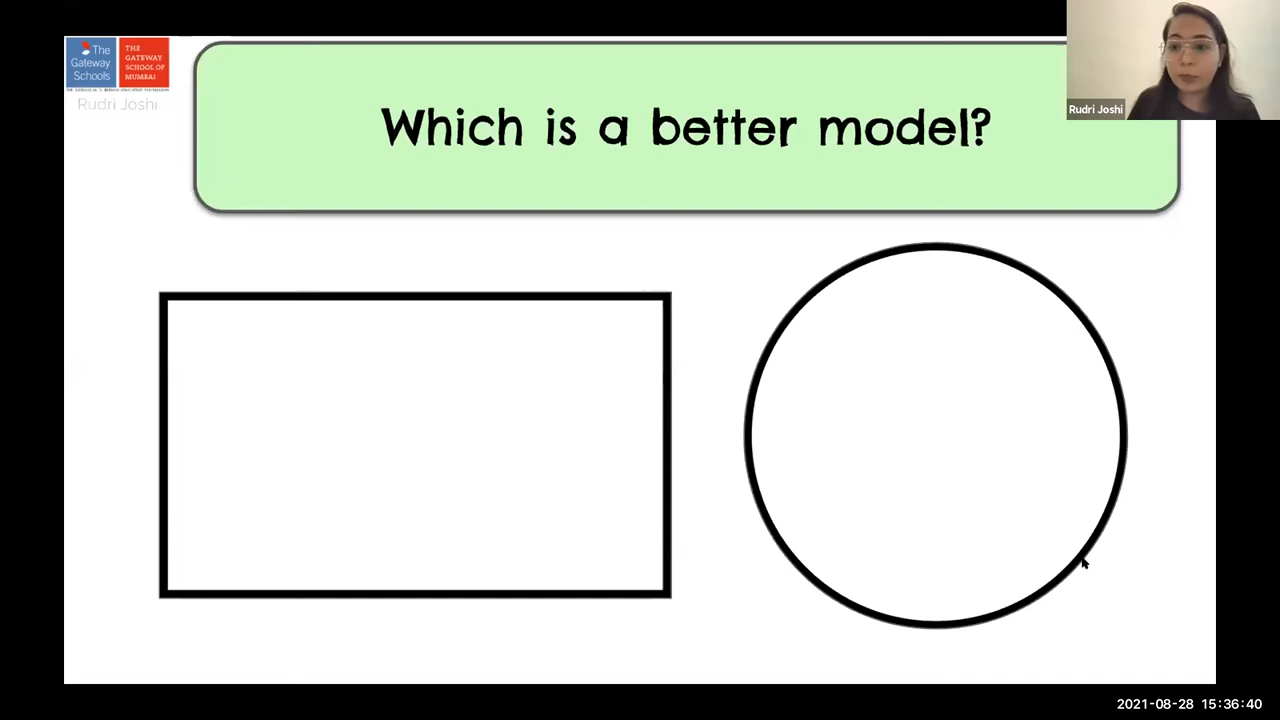 The
Gateway
Schools
THE
GATEWAY
SCHOOL OF
MUMBAI
Rudri Joshi
Which is a better model?
Rudri Joshi
2021-08-28 15:36:40